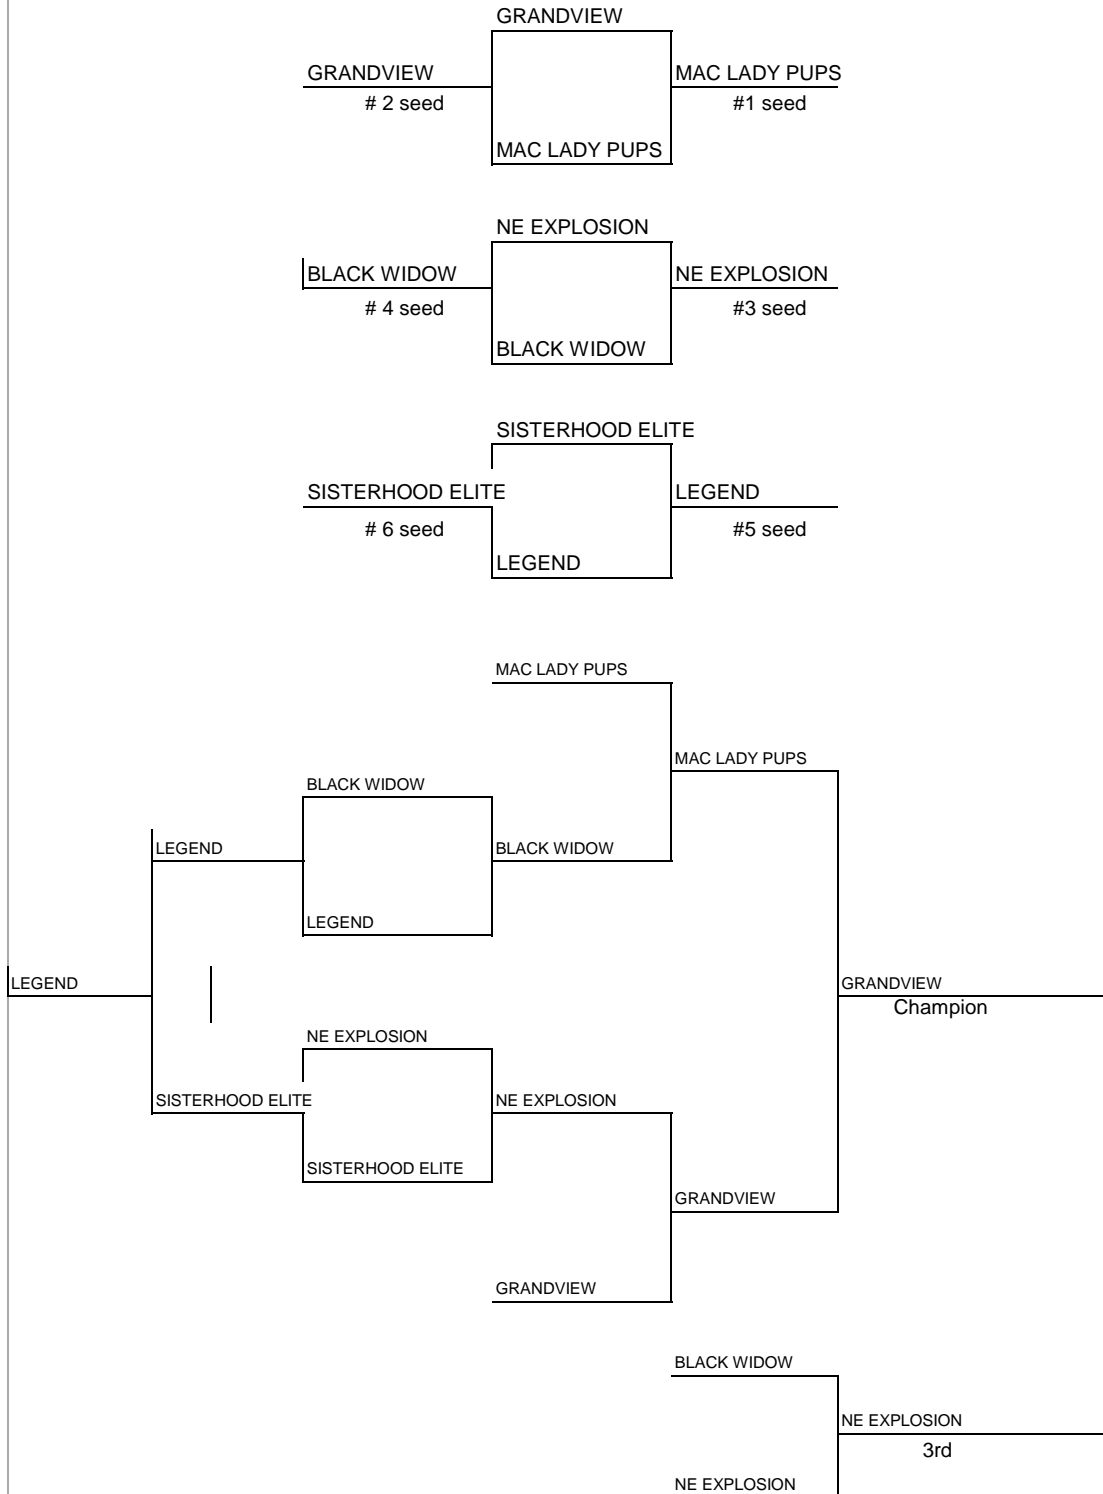 GRANDVIEW
GRANDVIEW
MAC LADY PUPS
# 2 seed
#1 seed
MAC LADY PUPS
NE EXPLOSION
BLACK WIDOW
NE EXPLOSION
# 4 seed
#3 seed
BLACK WIDOW
SISTERHOOD ELITE
SISTERHOOD ELITE
LEGEND
# 6 seed
#5 seed
LEGEND
MAC LADY PUPS
MAC LADY PUPS
BLACK WIDOW
LEGEND
BLACK WIDOW
LEGEND
LEGEND
GRANDVIEW
Champion
NE EXPLOSION
SISTERHOOD ELITE
NE EXPLOSION
SISTERHOOD ELITE
GRANDVIEW
GRANDVIEW
BLACK WIDOW
NE EXPLOSION
3rd
NE EXPLOSION